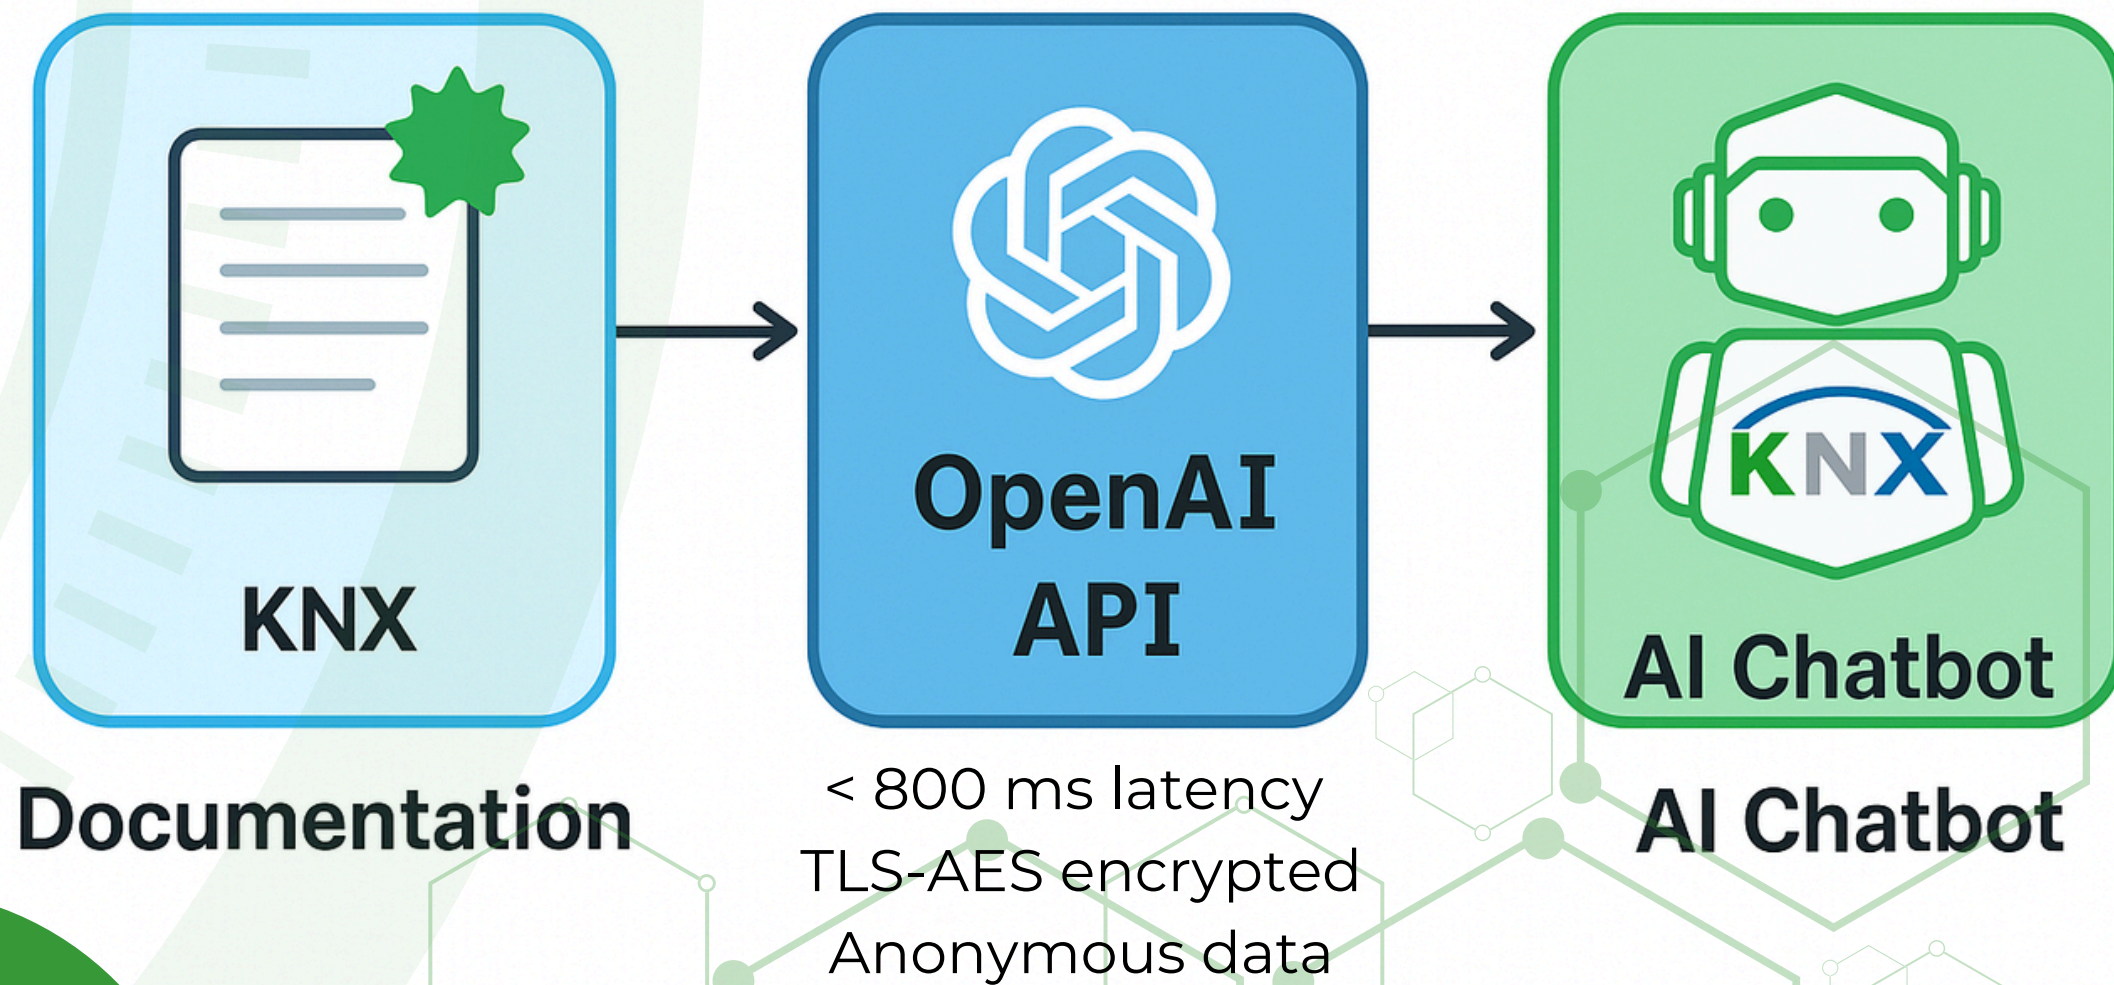 KNX
Documentation
OpenAI
API
< 800 ms latency
TLS-AES encrypted
Anonymous data
KNX
AI Chatbot
AI Chatbot